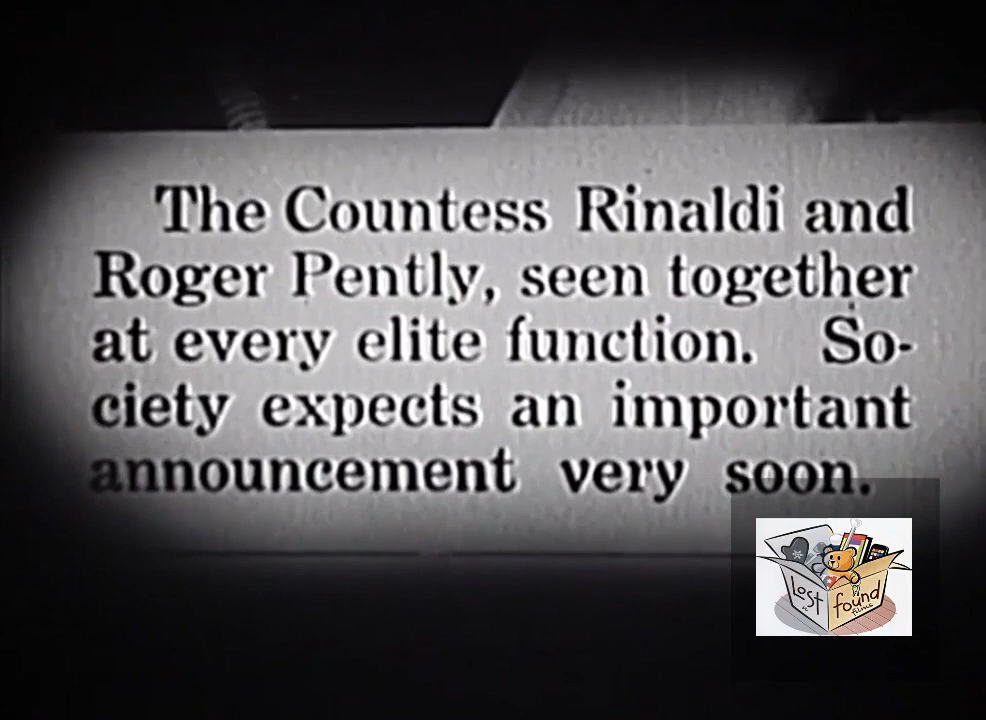 The Countess Rinaldi and
Roger Pently, seen together
at every elite function. So-
ciety expects an important
announcement very soon.
Lost
found
films